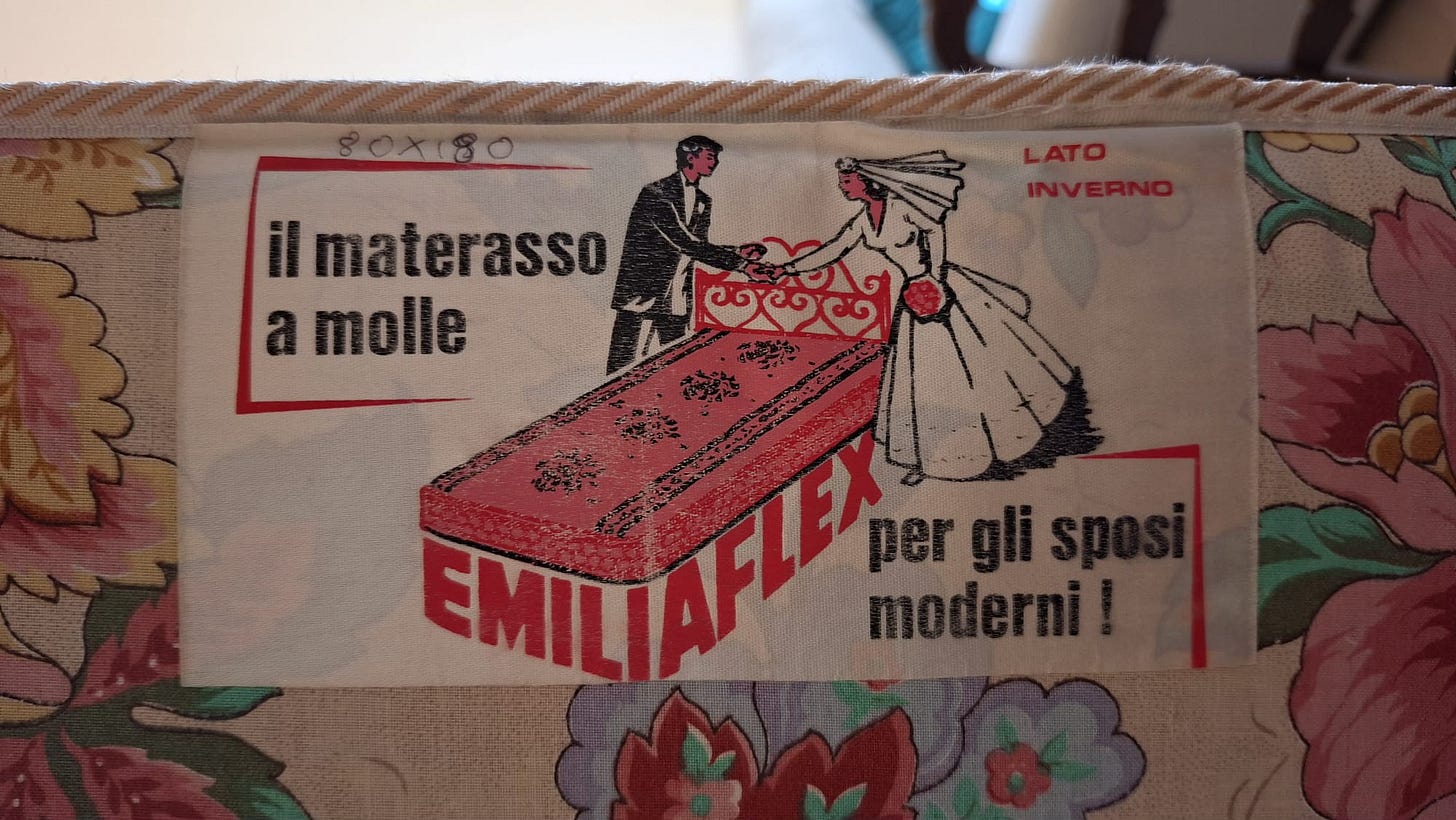 80X180
il materasso
a molle
LATO
INVERNO
EMILIAFLEX
per gli sposi
moderni !